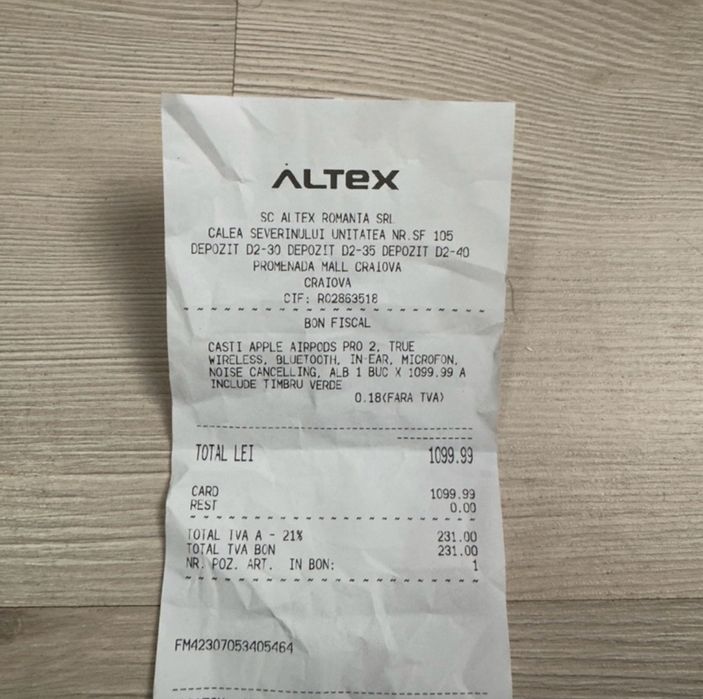 ALTEX
SC ALTEX ROMANIA SRL
CALEA SEVERINULUI UNITATEA NR.SF 105
DEPOZIT D2-30 DEPOZIT D2-35 DEPOZIT D2-40
PROMENADA MALL CRAIOVA
CRAIOVA
CIF: RO2863518
BON FISCAL
CASTI APPLE AIRPODS PRO 2, TRUE
WIRELESS, BLUETOOTH, IN-EAR, MICROFON,
NOISE CANCELLING, ALB 1 BUC X 1099.99 A
INCLUDE TIMBRU VERDE
0.18(FARA TVA)
TOTAL LEI 1099.99
CARD 1099.99
REST 0.00
TOTAL TVA A - 21% 231.00
TOTAL TVA BON 231.00
NR. POZ. ART. IN BON: 1
FM42307053405464